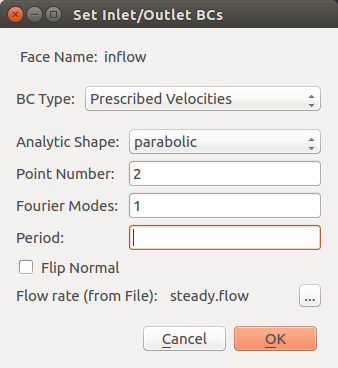 Set Inlet/Outlet BCs
Face Name: inflow
BC Type: Prescribed Velocities
Analytic Shape: parabolic
Point Number: 2
Fourier Modes: 1
Period:
Flip Normal
Flow rate (from File): steady.flow ...
Cancel OK